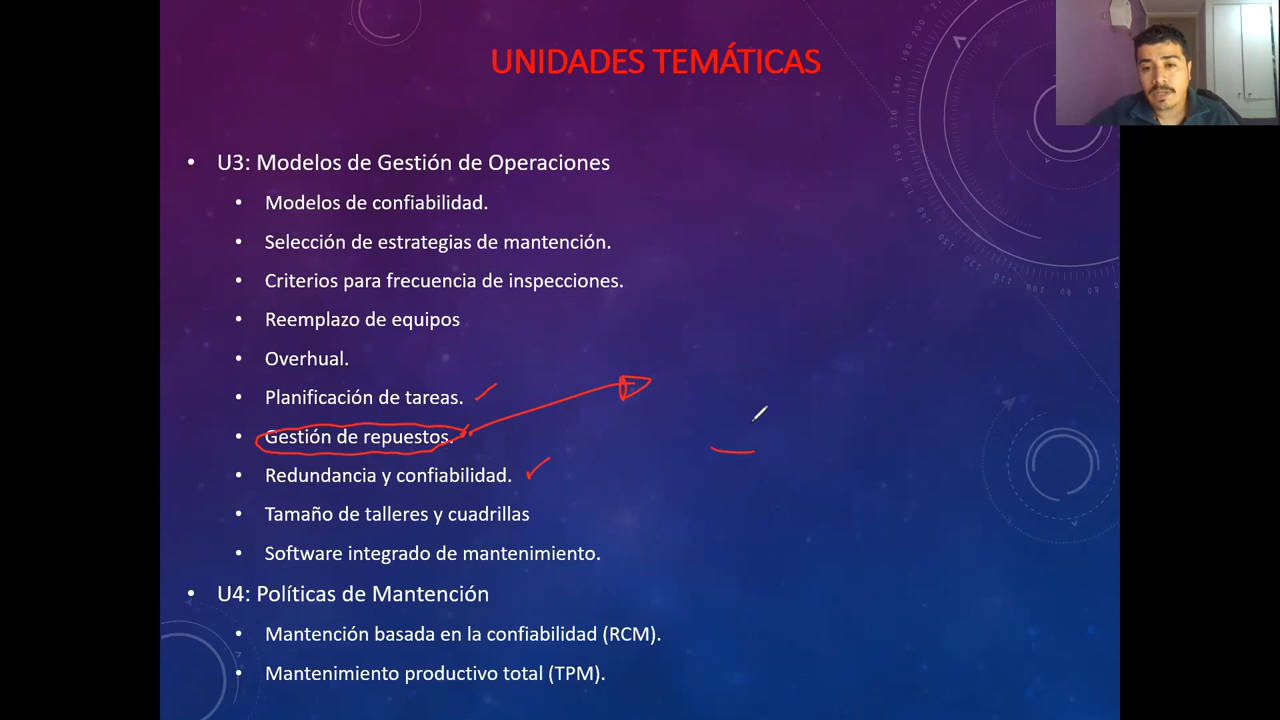 UNIDADES TEMÁTICAS
• U3: Modelos de Gestión de Operaciones
• Modelos de confiabilidad.
• Selección de estrategias de mantención.
• Criterios para frecuencia de inspecciones.
• Reemplazo de equipos
• Overhual.
• Planificación de tareas.
• Gestión de repuestos.
• Redundancia y confiabilidad.
• Tamaño de talleres y cuadrillas
• Software integrado de mantenimiento.
• U4: Políticas de Mantención
• Mantención basada en la confiabilidad (RCM).
• Mantenimiento productivo total (TPM).